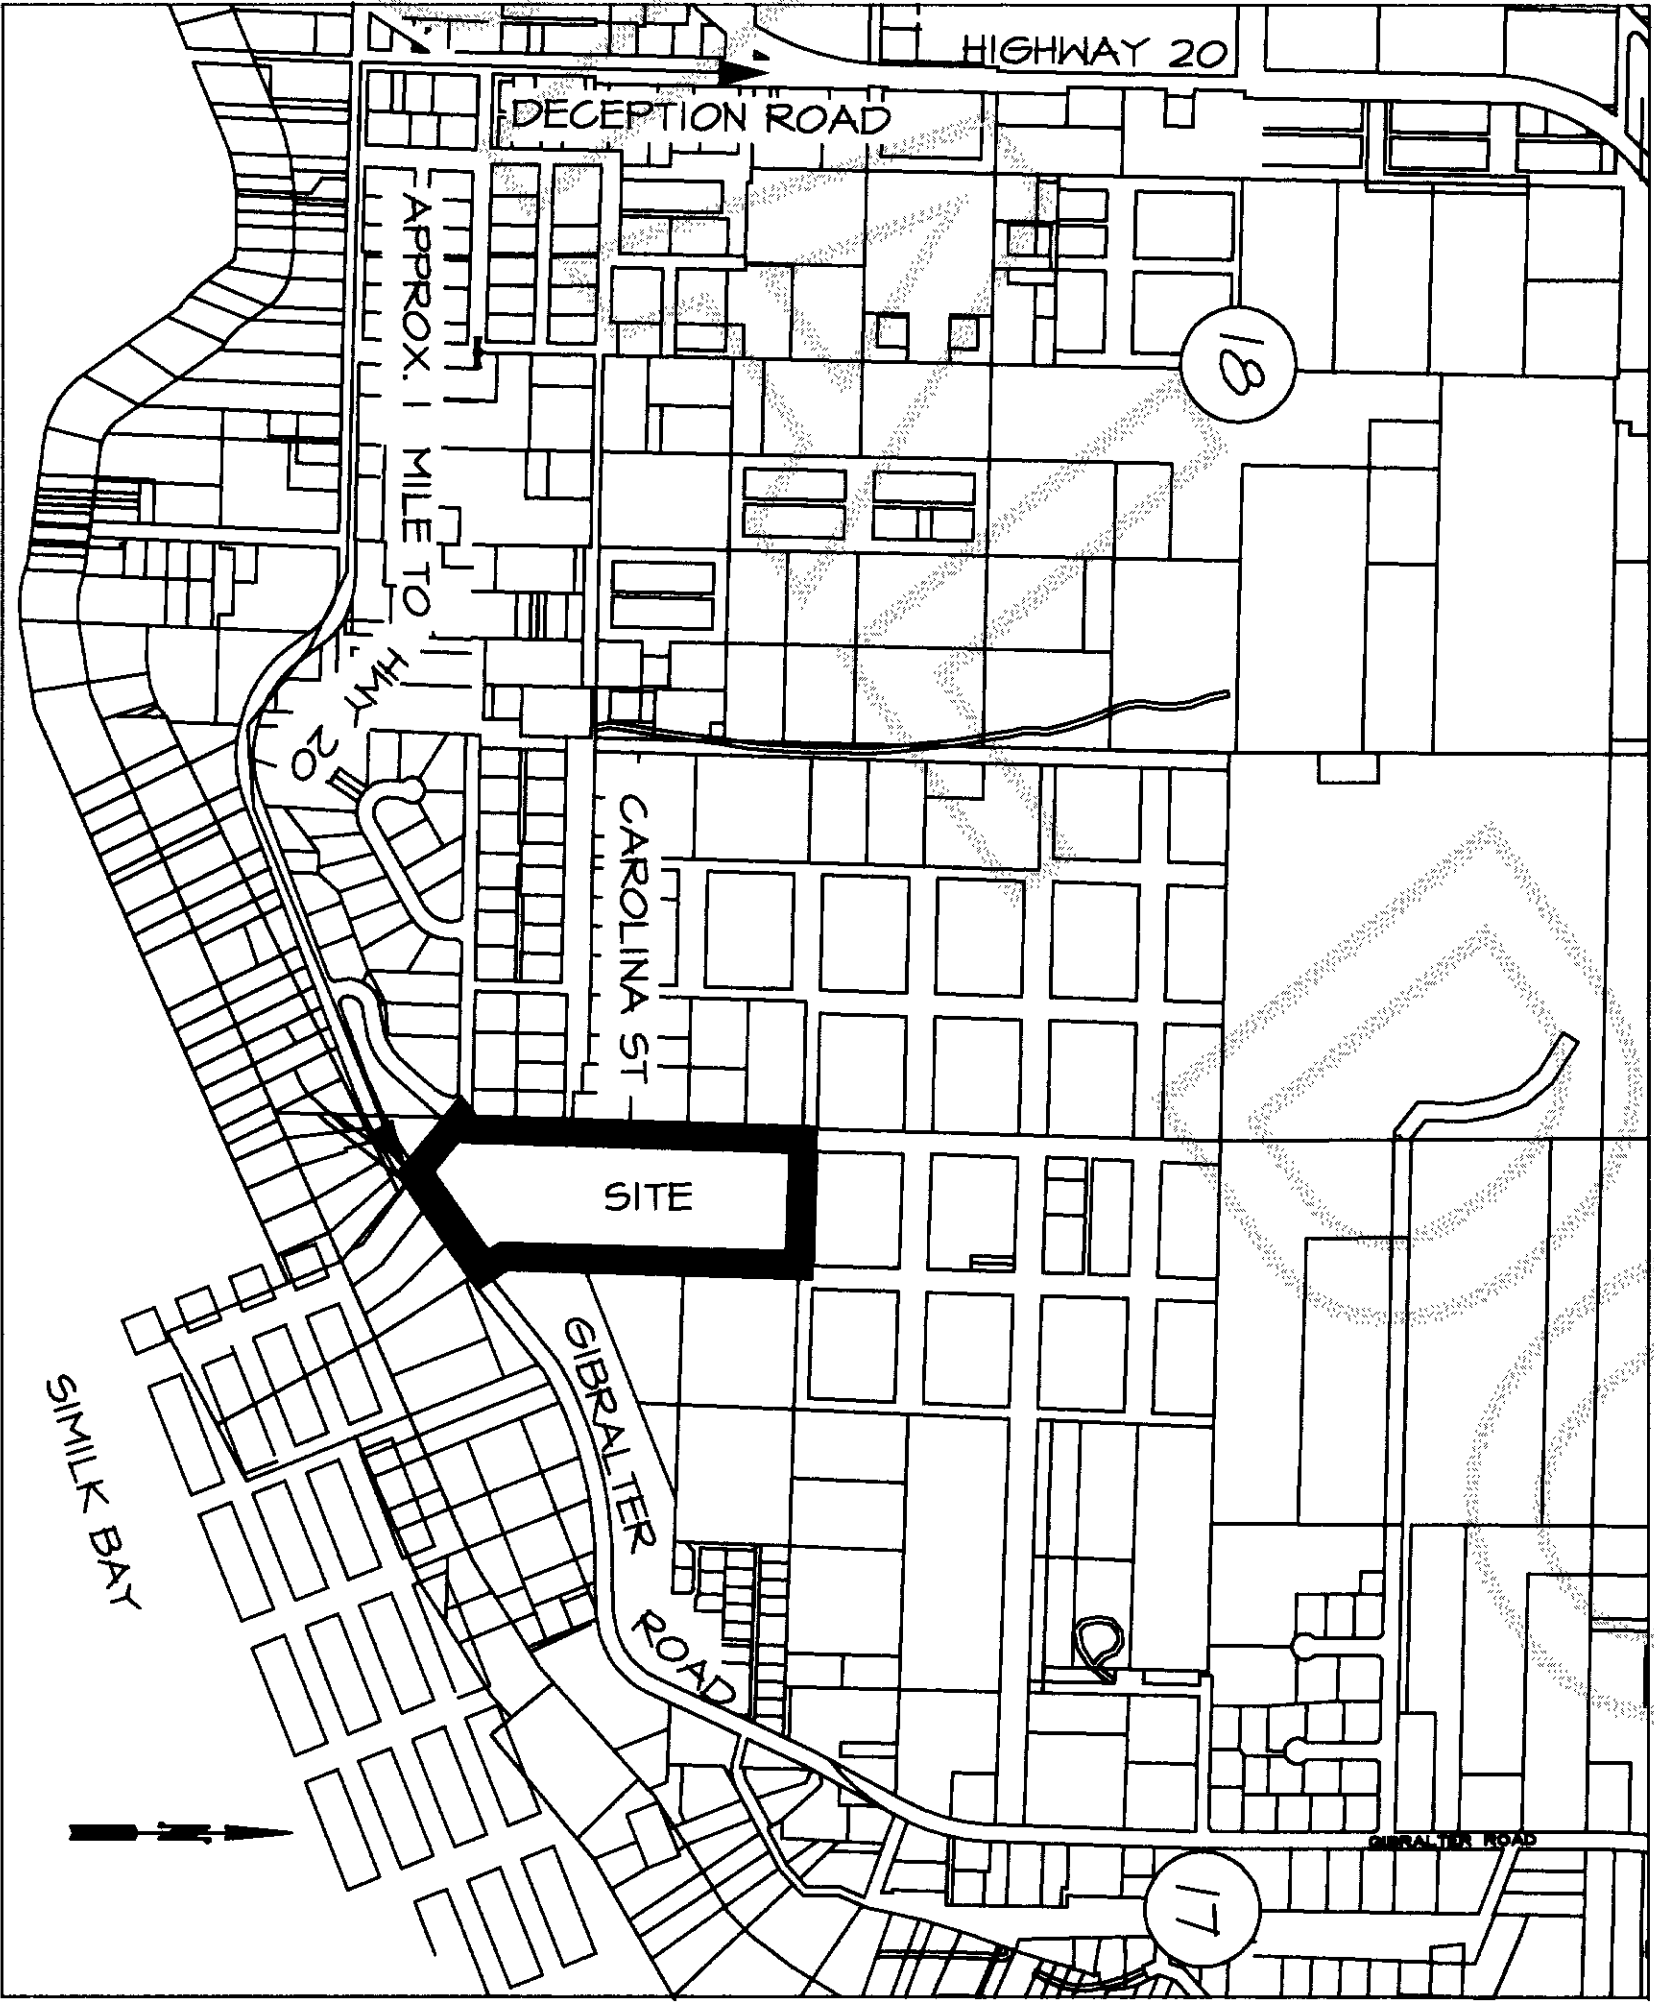 HIGHWAY 20
DECEPTION ROAD
18
APPROX. 1 MILE TO
HWY 20
CAROLINA ST
SITE
GIBRALTER ROAD
SIMILK BAY
GIBRALTER ROAD
17